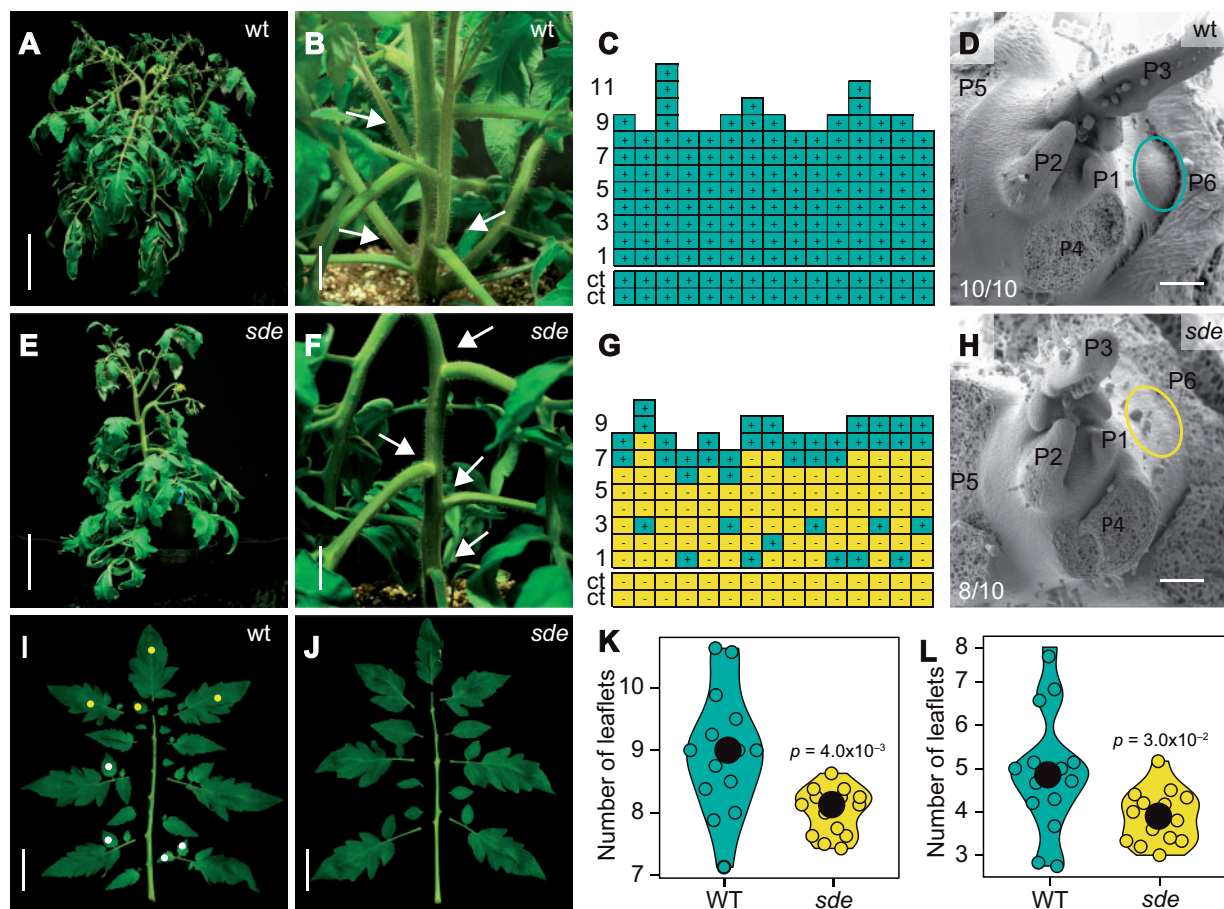 A wt
B wt
C
11
9
7
5
3
1
ct
ct
D wt
P5
P3
P2
P1
P6
P4
10/10
E sde
F sde
G
9
7
5
3
1
ct
ct
H sde
P3
P6
P1
P2
P5
P4
8/10
I wt
J sde
K
Number of leaflets
10
9
8
7
p = 4.0x10⁻³
WT
sde
L
Number of leaflets
8
7
6
5
4
3
p = 3.0x10⁻²
WT
sde